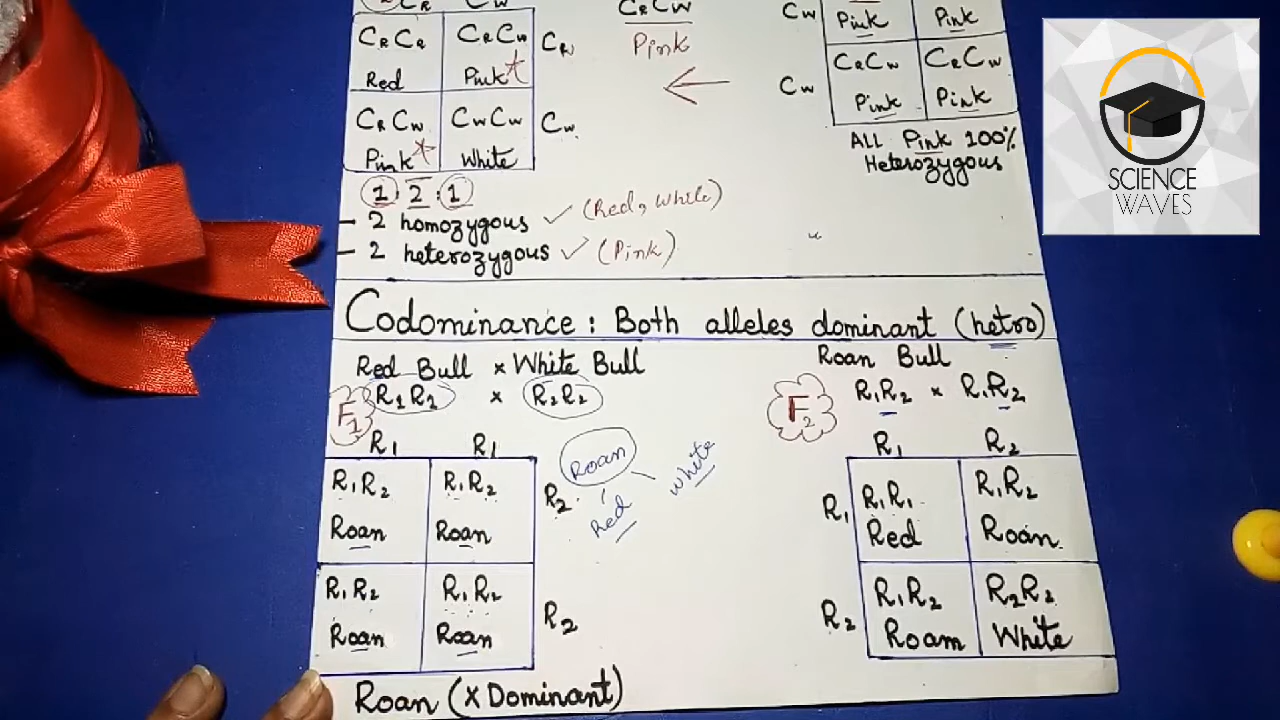 CR CW
CRCR CRCW CR
Red Pink
CRCW CWCW CW
Pink White
1:2:1
- 2 homozygous (Red, White)
- 2 heterozygous (Pink)
CRCW
Pink
CW Pink Pink
CW CRCW CRCW
Pink Pink
ALL Pink 100%
Heterozygous
SCIENCE
WAVES
Codominance: Both alleles dominant (hetro)
Red Bull × White Bull
R1R1 × R2R2
F1
R1 R1
R1R2 R1R2 R2
Roan Roan
R1R2 R1R2 R2
Roan Roan
Roan
Red
White
Roan (X Dominant)
Roan Bull
F2 R1R2 × R1R2
R1 R2
R1 R1R1 R1R2
Red Roan
R2 R1R2 R2R2
Roam White